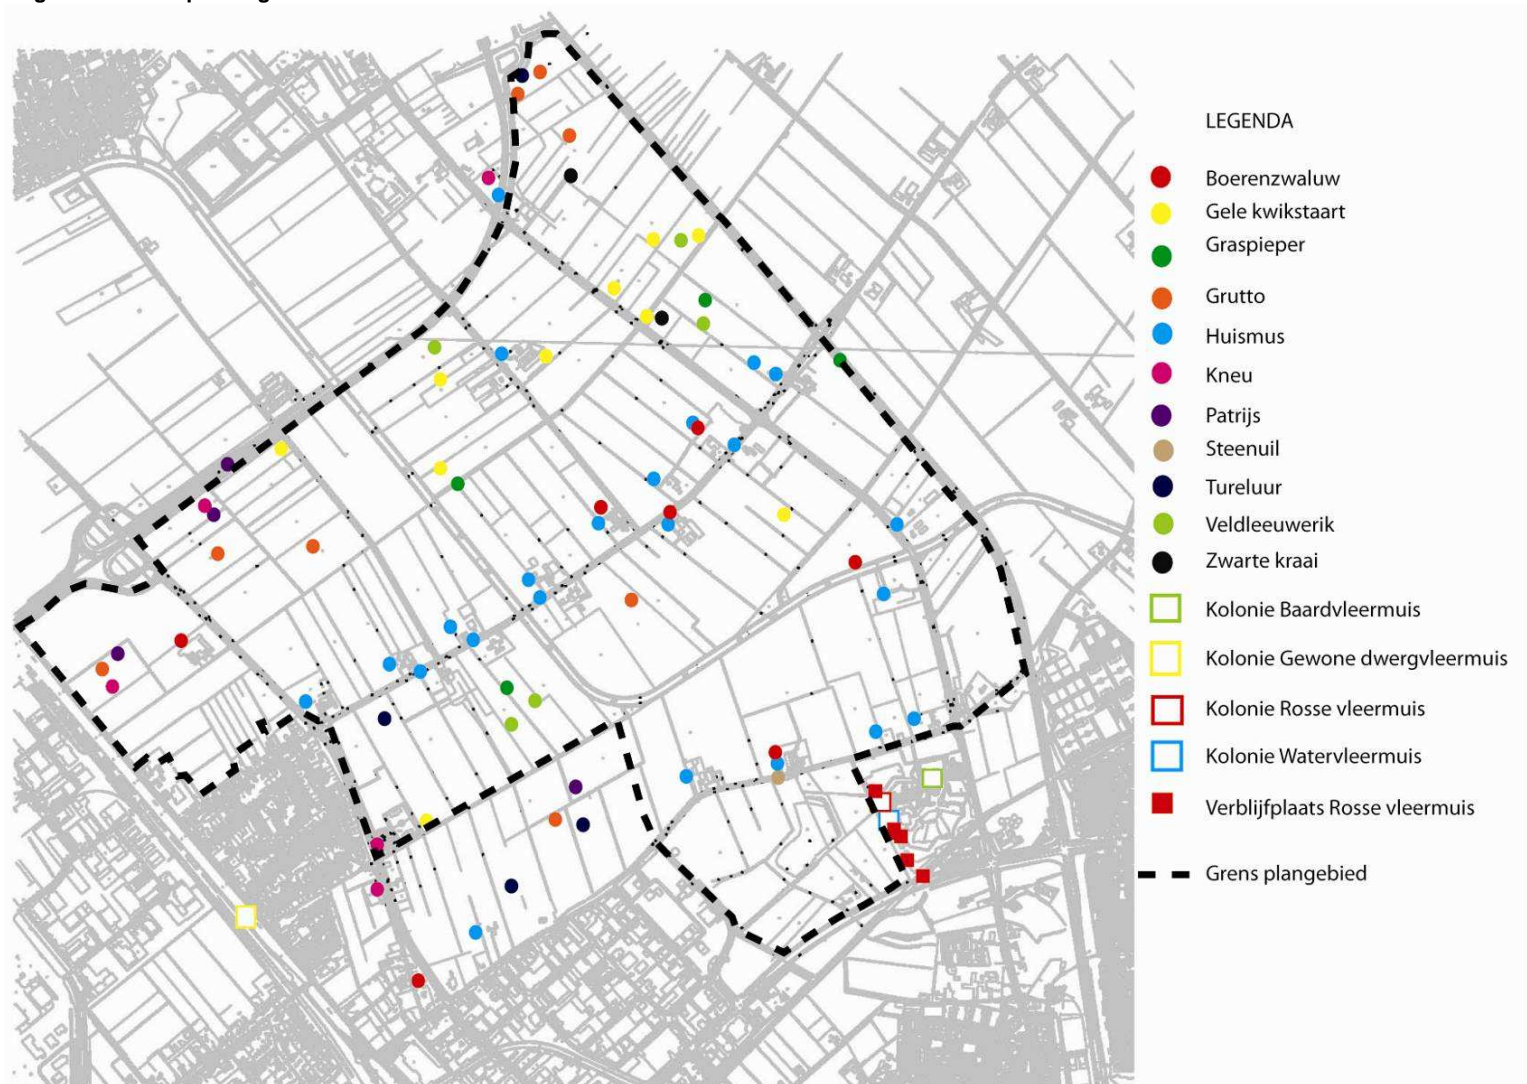 LEGENDA
Boerenzwaluw
Gele kwikstaart
Graspieper
Grutto
Huismus
Kneu
Patrijs
Steenuil
Tureluur
Veldleeuwerik
Zwarte kraai
Kolonie Baardvleermuis
Kolonie Gewone dwergvleermuis
Kolonie Rosse vleermuis
Kolonie Watervleermuis
Verblijfplaats Rosse vleermuis
Grens plangebied